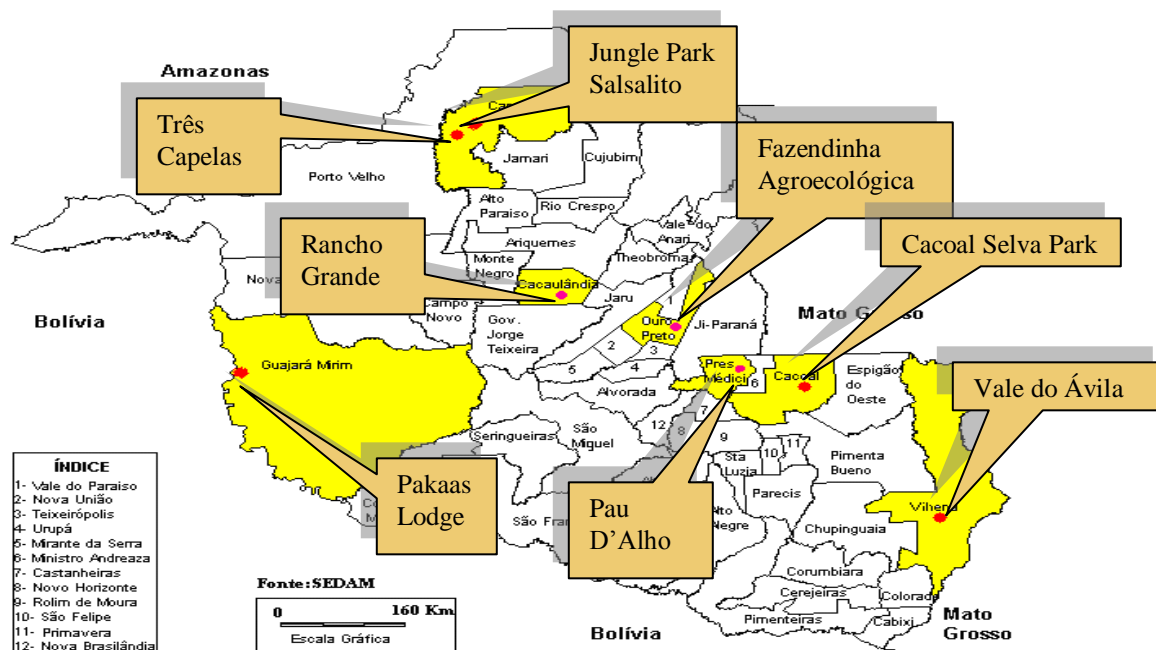 Amazonas
Jungle Park
Salsalito
Três
Capelas
Jamari
Cujubim
Fazendinha
Agroecológica
Porto Velho
Alto
Paraiso
Rio Crespo
Vale do
Anari
Cacoal Selva Park
Rancho
Grande
Ariquemes
Monte
Negro
Theobroma
Cacaulândia
Nova
Campo
Novo
Jaru
1
Ouro
Preto
Ji-Paraná
Mato Grosso
Bolívia
Gov.
Jorge
Teixeira
2
3
4
5
Guajará Mirim
Pres
Médici
6
Cacoal
Espigão
do
Oeste
Vale do Ávila
Alvorada
7
8
9
10
11
12
Seringueiras
São
Miguel
Sta
Luzia
Pimenta
Bueno
Parecis
Pakaas
Lodge
Pau
D’Alho
Vilhena
São Fran
Alto
Alegre
Chupinguaia
Corumbiara
Cerejeiras
Colorado
Pimenteiras
Cabixi
Mato
Grosso
Bolívia
ÍNDICE
1- Vale do Paraiso
2- Nova União
3- Teixeirópolis
4- Urupá
5- Mirante da Serra
6- Ministro Andreaza
7- Castanheiras
8- Novo Horizonte
9- Rolim de Moura
10- São Felipe
11- Primavera
12- Nova Brasilândia
Fonte:SEDAM
0 160 Km
Escala Gráfica